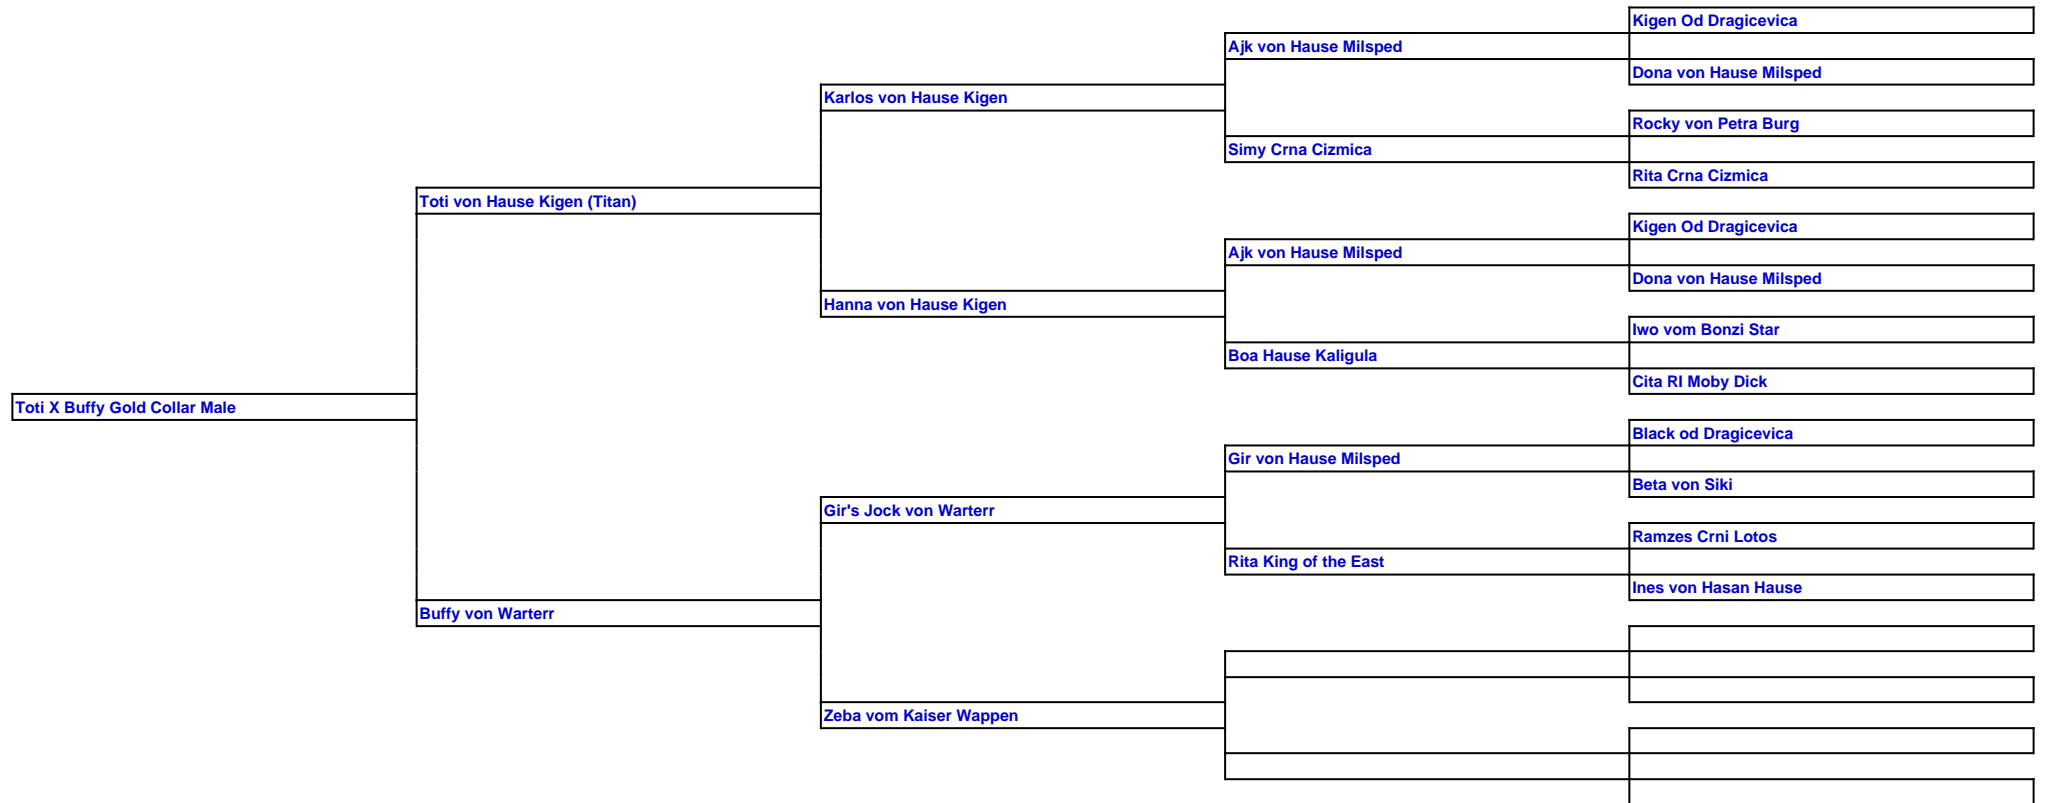 Kigen Od Dragicevica
Ajk von Hause Milsped
Dona von Hause Milsped
Karlos von Hause Kigen
Rocky von Petra Burg
Simy Crna Cizmica
Rita Crna Cizmica
Toti von Hause Kigen (Titan)
Kigen Od Dragicevica
Ajk von Hause Milsped
Dona von Hause Milsped
Hanna von Hause Kigen
Iwo vom Bonzi Star
Boa Hause Kaligula
Cita RI Moby Dick
Toti X Buffy Gold Collar Male
Black od Dragicevica
Gir von Hause Milsped
Beta von Siki
Gir's Jock von Warterr
Ramzes Crni Lotos
Rita King of the East
Ines von Hasan Hause
Buffy von Warterr
Zeba vom Kaiser Wappen